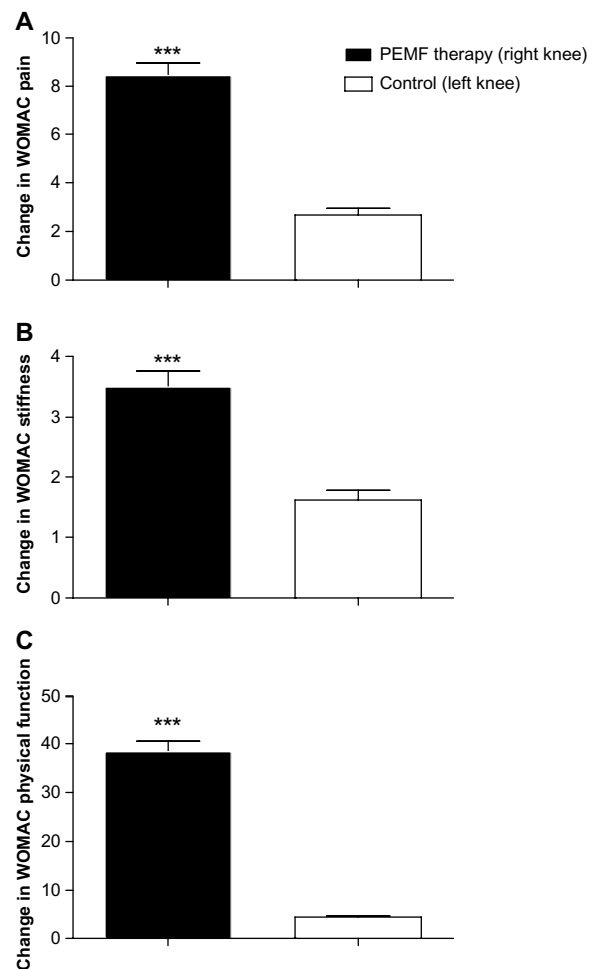 A
PEMF therapy (right knee)
Control (left knee)
Change in WOMAC pain
10
8
6
4
2
0
***
B
Change in WOMAC stiffness
4
3
2
1
0
***
C
Change in WOMAC physical function
50
40
30
20
10
0
***